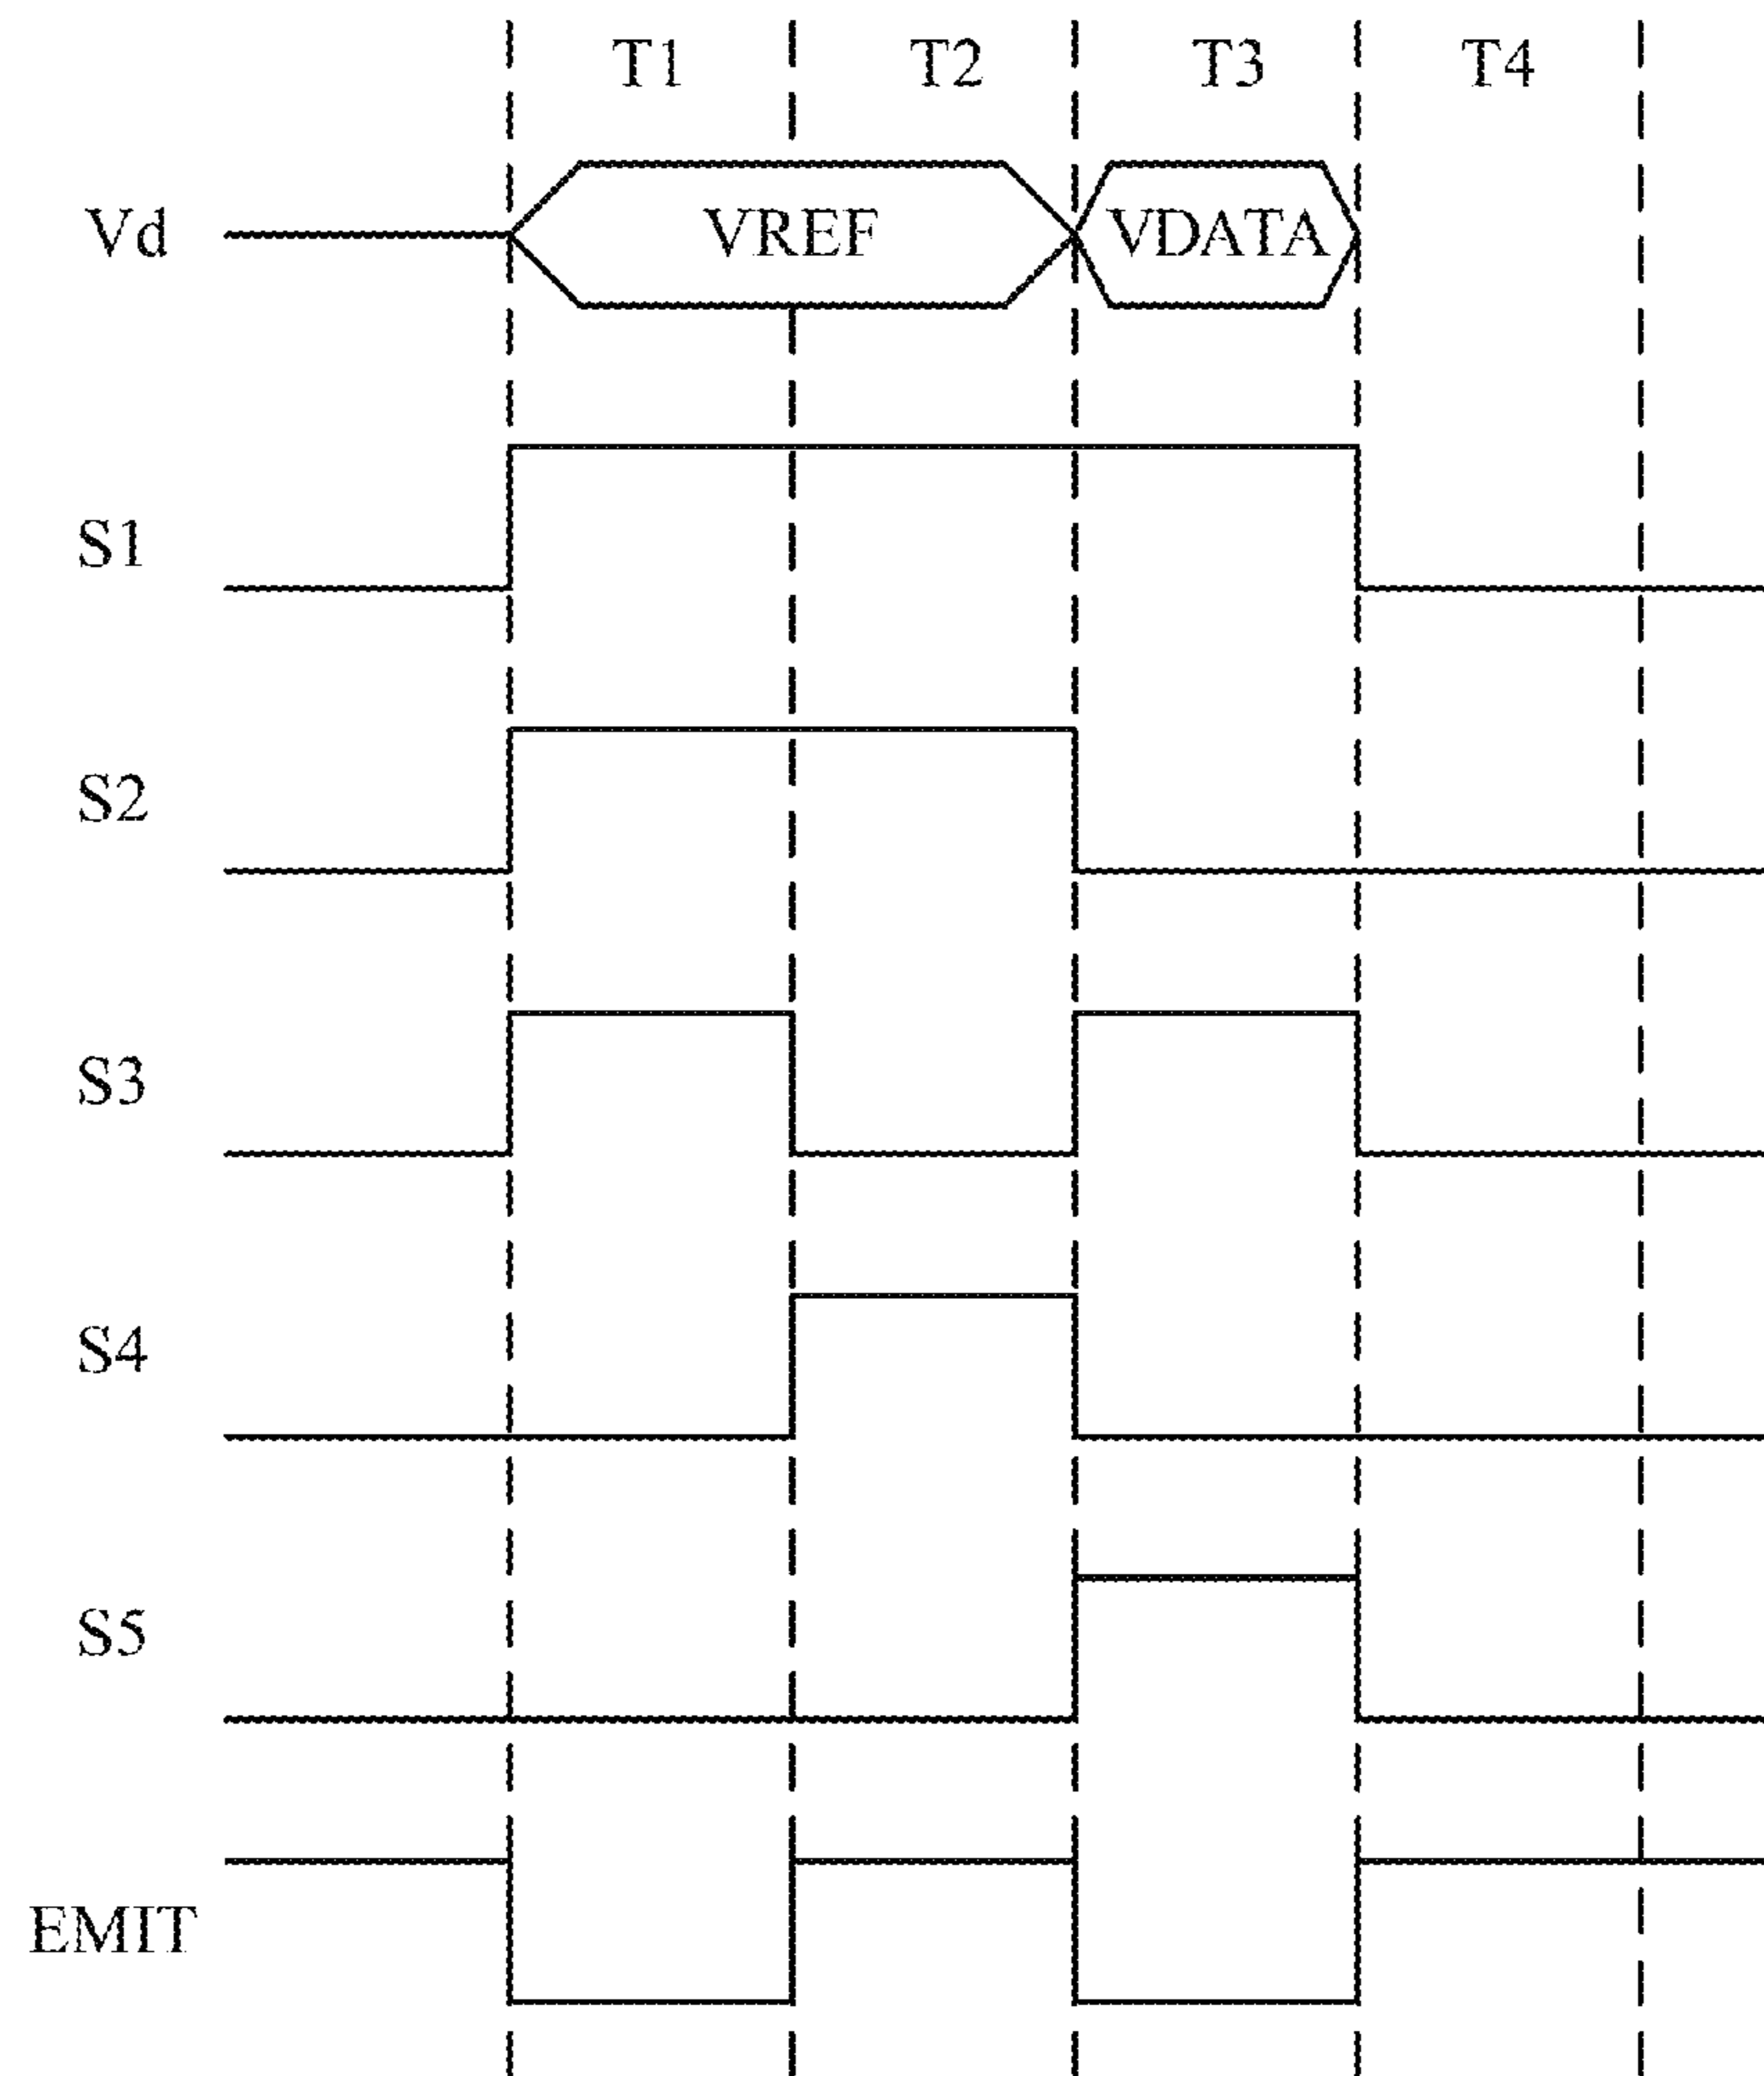 T1 T2 T3 T4
Vd VREF VDATA
S1
S2
S3
S4
S5
EMIT